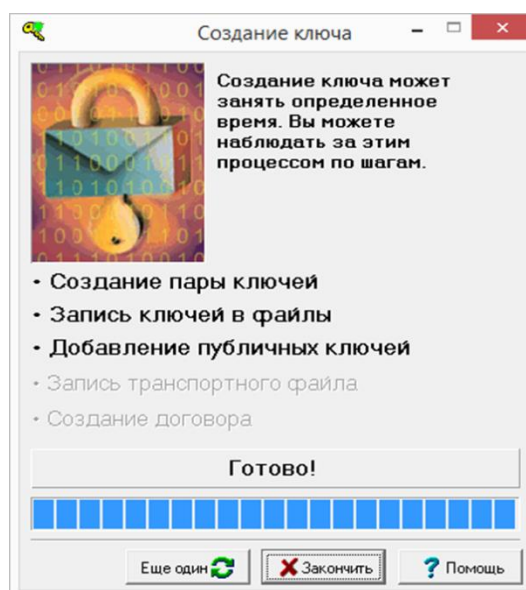 Создание ключа
Создание ключа может
занять определенное
время. Вы можете
наблюдать за этим
процессом по шагам.
• Создание пары ключей
• Запись ключей в файлы
• Добавление публичных ключей
• Запись транспортного файла
• Создание договора
Готово!
Еще один
Закончить
Помощь